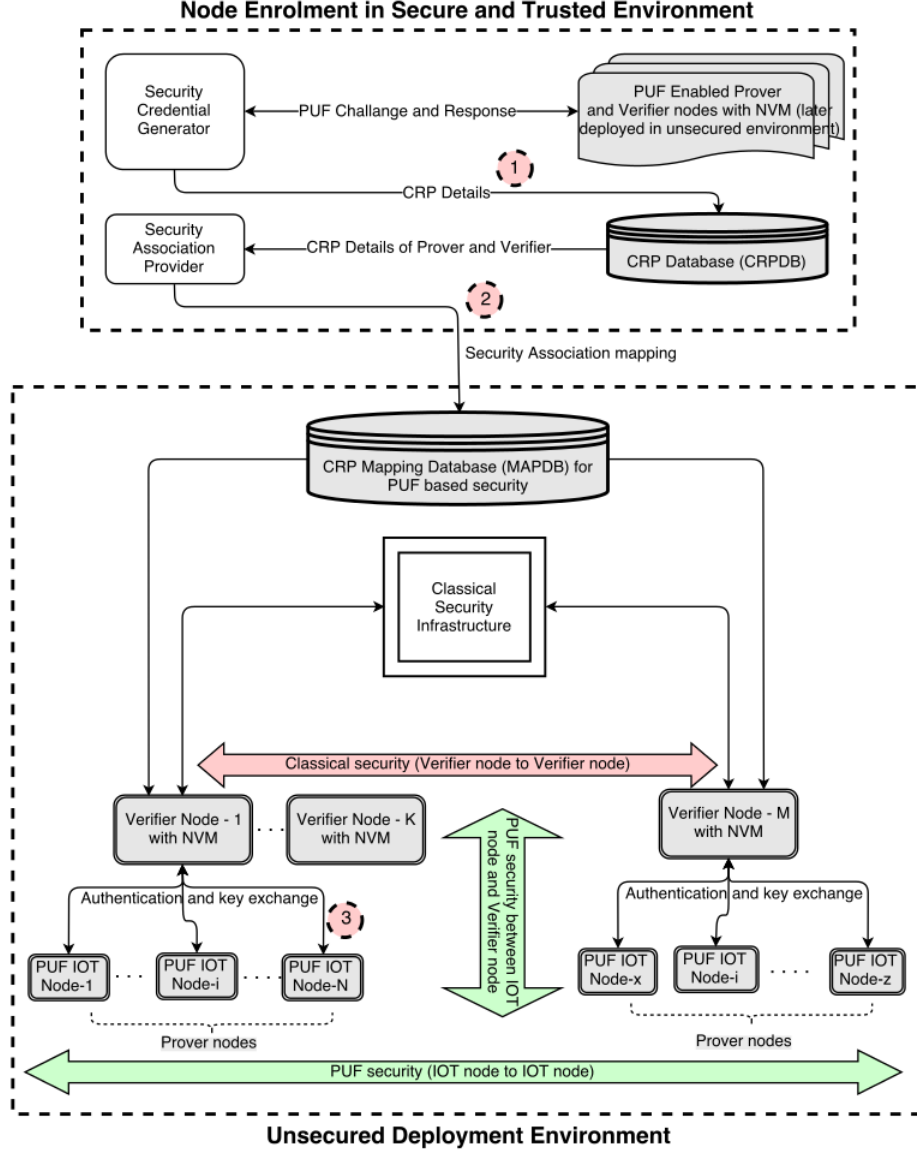 Node Enrolment in Secure and Trusted Environment
Security
Credential
Generator
PUF Challange and Response
PUF Enabled Prover
and Verifier nodes with NVM (later
deployed in unsecured environment)
1
CRP Details
Security
Association
Provider
CRP Details of Prover and Verifier
CRP Database (CRPDB)
2
Security Association mapping
CRP Mapping Database (MAPDB) for
PUF based security
Classical
Security
Infrastructure
Classical security (Verifier node to Verifier node)
Verifier Node - 1
with NVM
. . .
Verifier Node - K
with NVM
Verifier Node - M
with NVM
PUF security between IOT
node and Verifier node
Authentication and key exchange
3
Authentication and key exchange
PUF IOT
Node-1
. . .
PUF IOT
Node-i
. . . .
PUF IOT
Node-N
PUF IOT
Node-x
. .
PUF IOT
Node-i
. . . .
PUF IOT
Node-z
Prover nodes
Prover nodes
PUF security (IOT node to IOT node)
Unsecured Deployment Environment